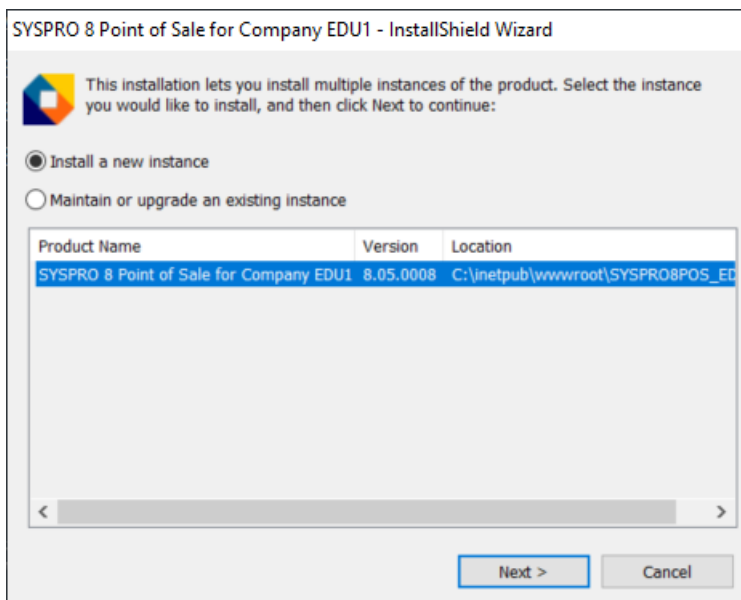 SYSPRO 8 Point of Sale for Company EDU1 - InstallShield Wizard
This installation lets you install multiple instances of the product. Select the instance
you would like to install, and then click Next to continue:
Install a new instance
Maintain or upgrade an existing instance
Product Name Version Location
SYSPRO 8 Point of Sale for Company EDU1 8.05.0008 C:\inetpub\wwwroot\SYSPRO8POS_ED
Next > Cancel